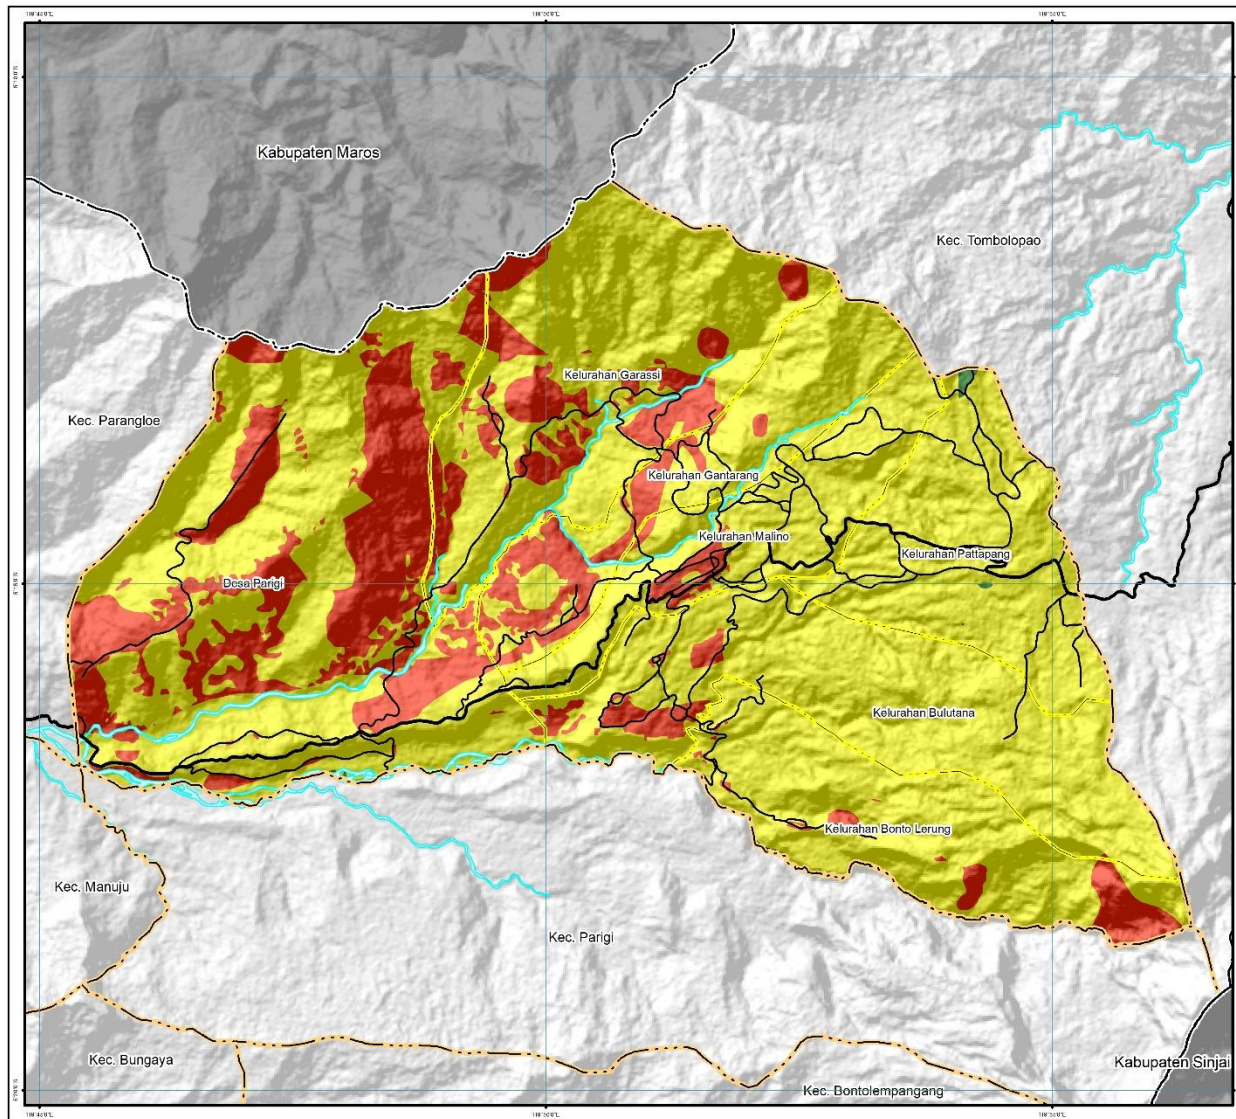 Kabupaten Maros
Kec. Tombolopao
Kelurahan Garassi
Kec. Parangloe
Kelurahan Gantarang
Kelurahan Malino
Kelurahan Pattapang
Desa Parigi
Kelurahan Bulutana
Kelurahan Bonto Lerung
Kec. Manuju
Kec. Parigi
Kec. Bungaya
Kabupaten Sinjai
Kec. Bontolempangang